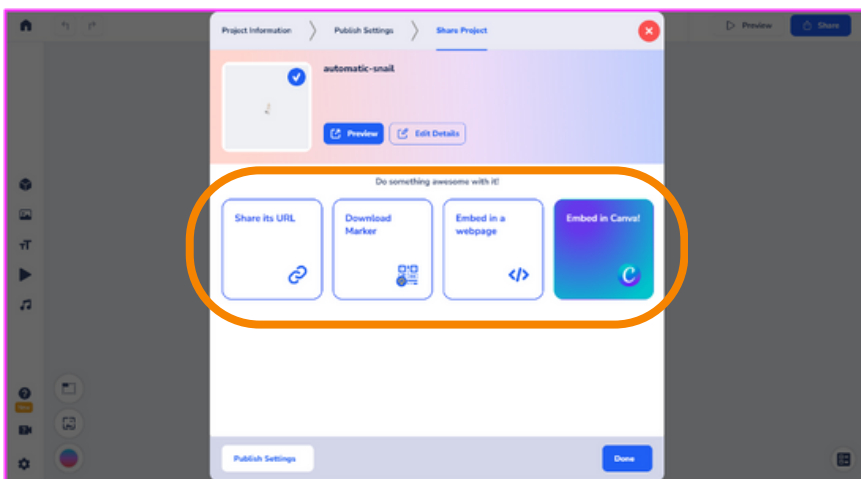 Project Information
Publish Settings
Share Project
Preview
Share
automatic-snail
Preview
Edit Details
Do something awesome with it!
Share its URL
Download
Marker
Embed in a
webpage
Embed in Canva!
Publish Settings
Done